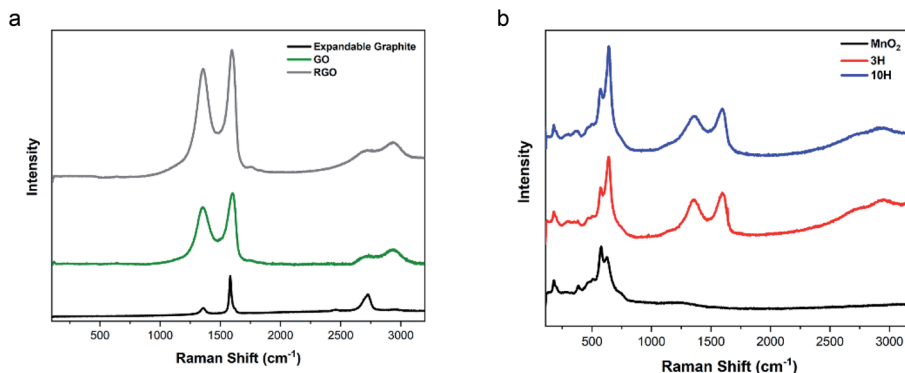 a
Expandable Graphite
GO
RGO
Intensity
500
1000
1500
2000
2500
3000
Raman Shift (cm⁻¹)
b
MnO₂
3H
10H
Intensity
500
1000
1500
2000
2500
3000
Raman Shift (cm⁻¹)